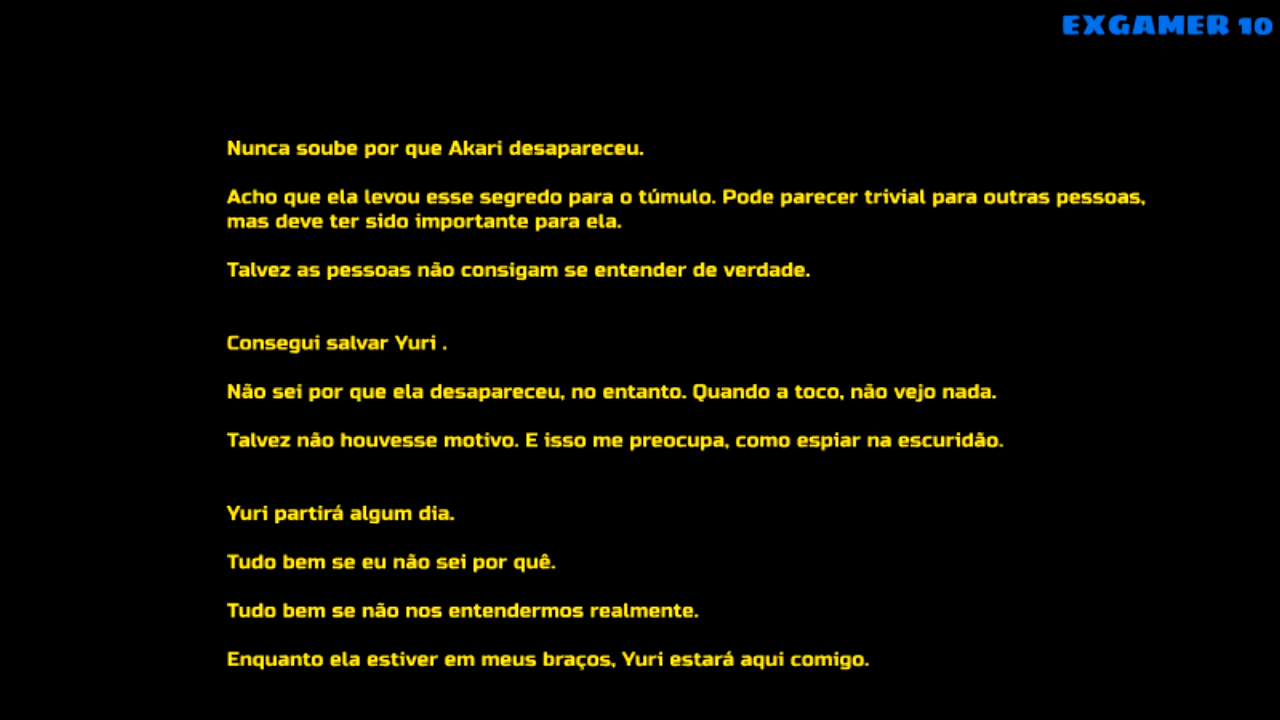 EXGAMER 10
Nunca soube por que Akari desapareceu.
Acho que ela levou esse segredo para o túmulo. Pode parecer trivial para outras pessoas,
mas deve ter sido importante para ela.
Talvez as pessoas não consigam se entender de verdade.
Consegui salvar Yuri .
Não sei por que ela desapareceu, no entanto. Quando a toco, não vejo nada.
Talvez não houvesse motivo. E isso me preocupa, como espiar na escuridão.
Yuri partirá algum dia.
Tudo bem se eu não sei por quê.
Tudo bem se não nos entendermos realmente.
Enquanto ela estiver em meus braços, Yuri estará aqui comigo.